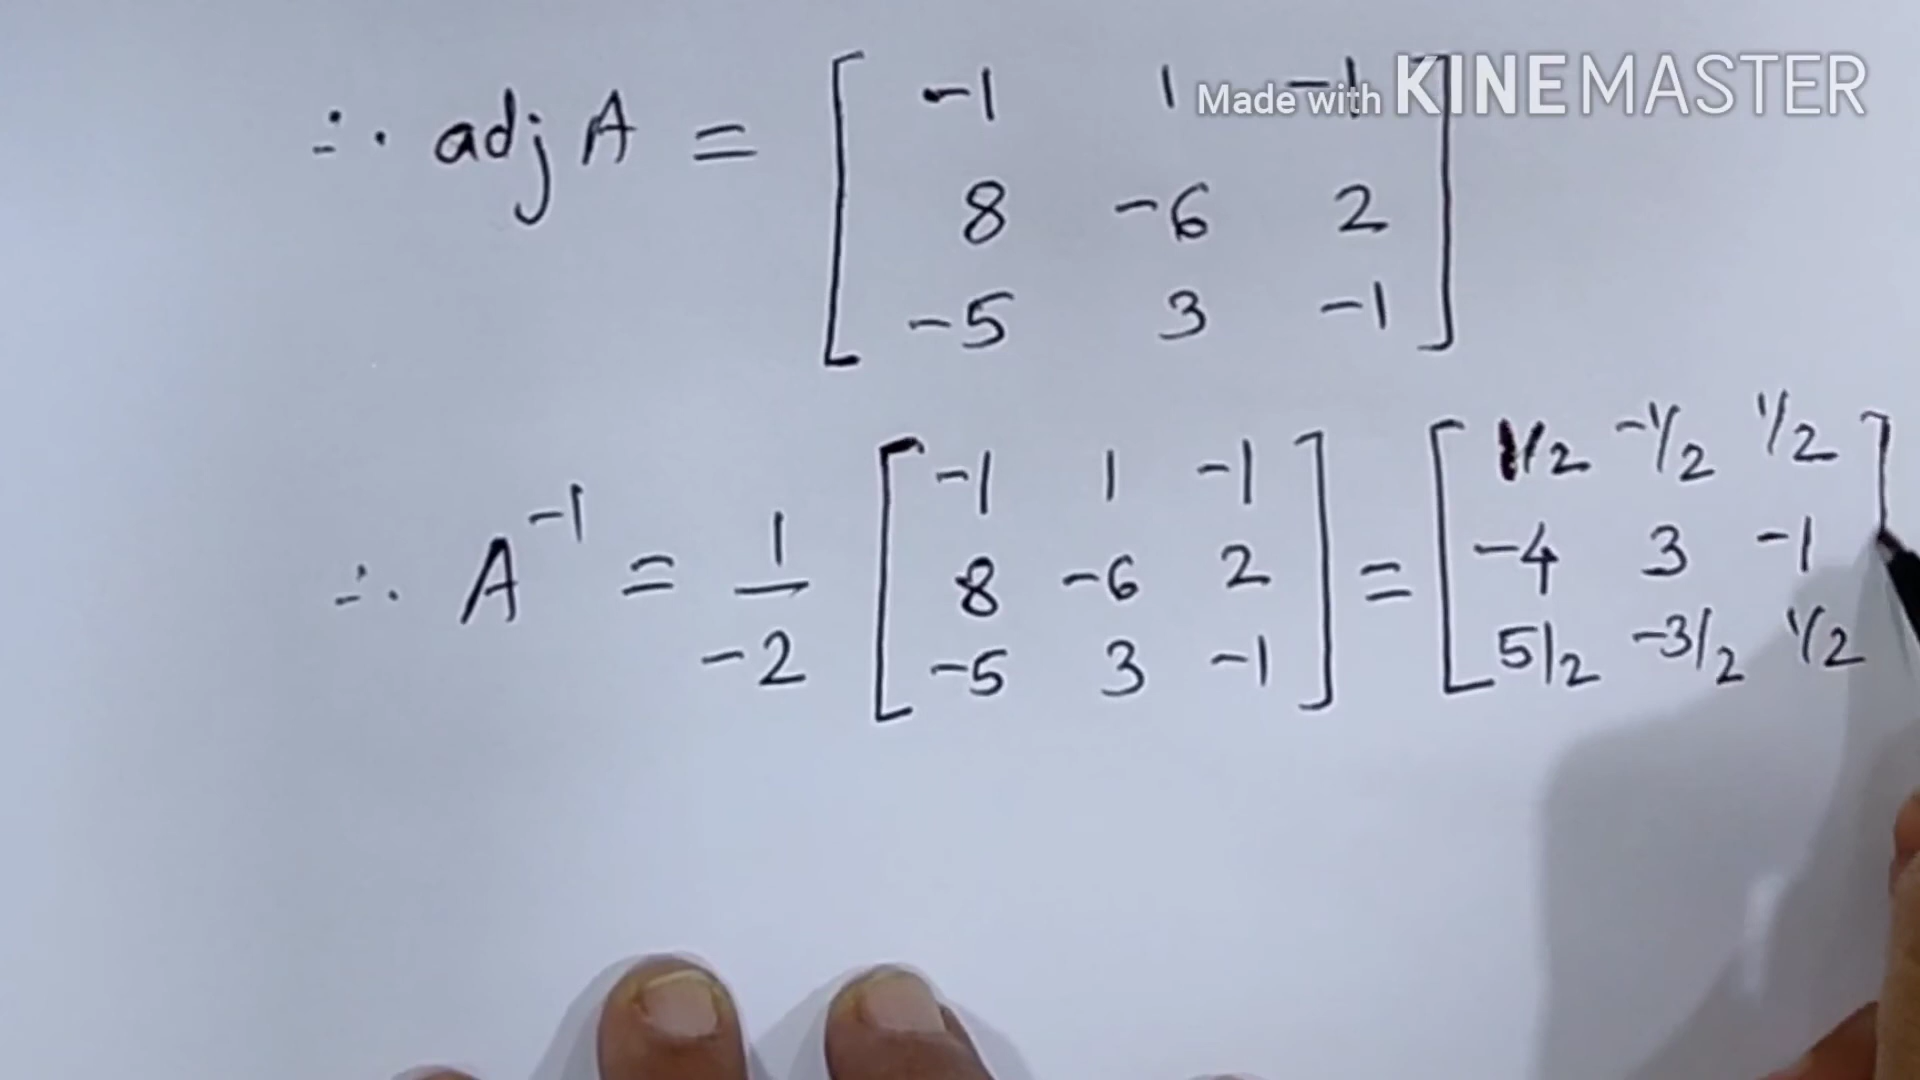 ∴ adj A = [ -1 1 -1
8 -6 2
-5 3 -1 ]
Made with KINEMASTER
∴ A⁻¹ = 1/-2 [ -1 1 -1
8 -6 2
-5 3 -1 ] = [ 1/2 -1/2 1/2
-4 3 -1
5/2 -3/2 1/2